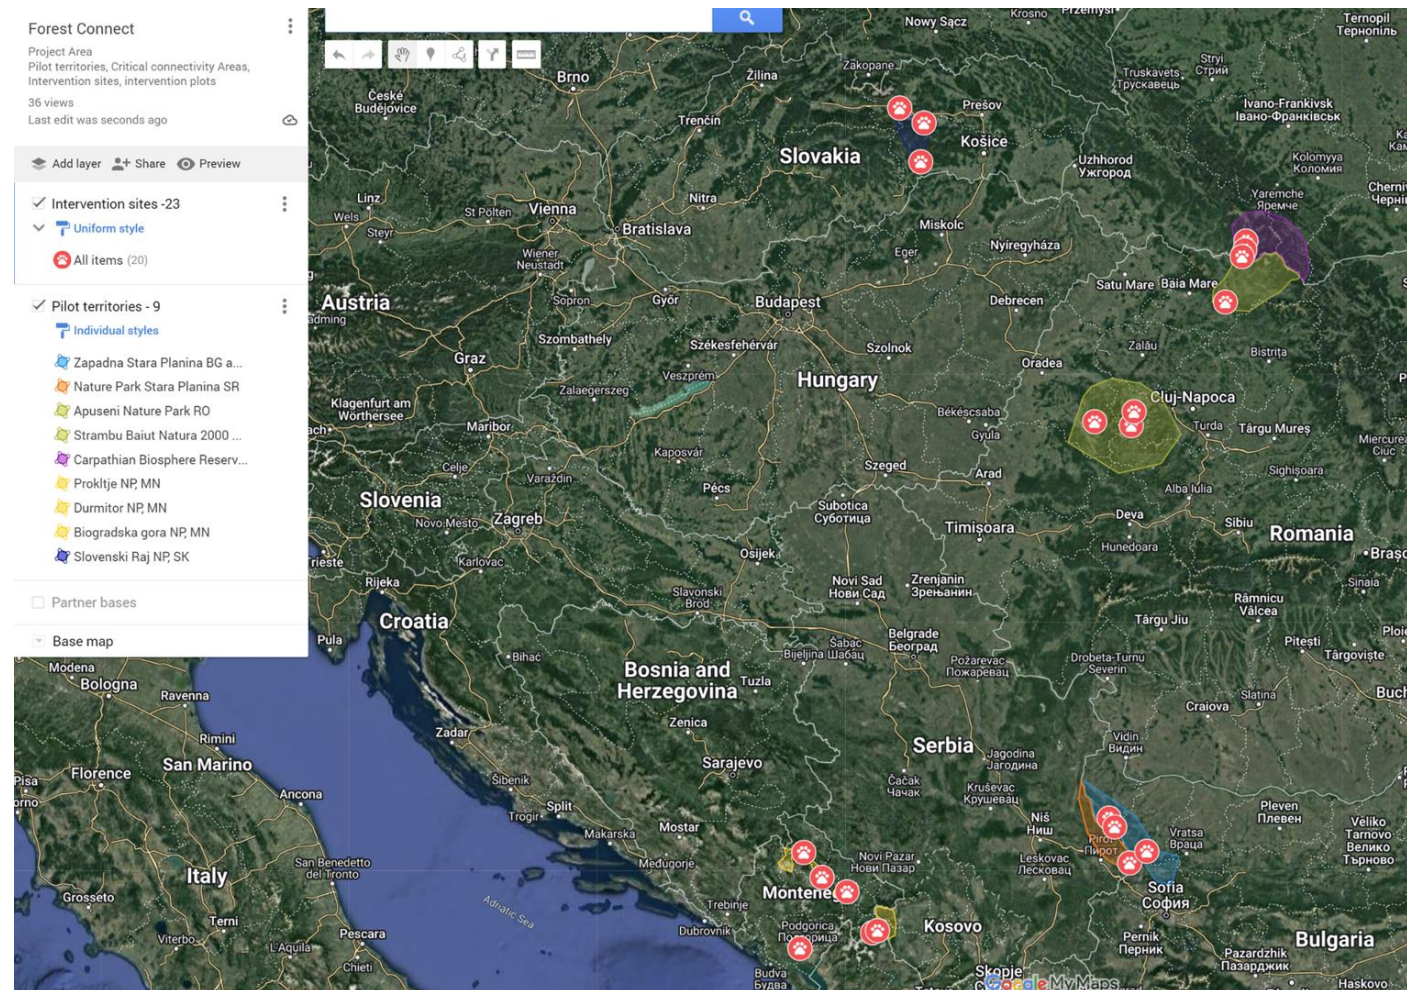 Forest Connect
Project Area
Pilot territories, Critical connectivity Areas,
Intervention sites, intervention plots
36 views
Last edit was seconds ago
Add layer
Share
Preview
Intervention sites -23
Uniform style
All items (20)
Pilot territories - 9
Individual styles
Zapadna Stara Planina BG a...
Nature Park Stara Planina SR
Apuseni Nature Park RO
Strambu Baiut Natura 2000 ...
Carpathian Biosphere Reserv...
Prokltje NP, MN
Durmitor NP, MN
Biogradska gora NP, MN
Slovenski Raj NP, SK
Partner bases
Base map
Nowy Sącz
Krosno
Ternopil
Тернопіль
Brno
Žilina
Zakopane
Truskavets
Трускавець
Stryi
Стрий
České
Budějovice
Trenčín
Prešov
Ivano-Frankivsk
Івано-Франківськ
Slovakia
Košice
Uzhhorod
Ужгород
Kolomyya
Коломия
Linz
Wels
Steyr
St Pölten
Vienna
Nitra
Yaremche
Яремче
Bratislava
Miskolc
Wiener
Neustadt
Eger
Nyíregyháza
Austria
Sopron
Győr
Budapest
Debrecen
Satu Mare
Baia Mare
Szombathely
Székesfehérvár
Szolnok
Zalău
Bistrița
Graz
Veszprém
Oradea
Zalaegerszeg
Hungary
Klagenfurt am
Wörthersee
Cluj-Napoca
Maribor
Békéscsaba
Gyula
Turda
Târgu Mureș
Miercurea
Ciuc
Celje
Varaždin
Kaposvár
Szeged
Arad
Sighișoara
Slovenia
Pécs
Alba Iulia
Novo Mesto
Zagreb
Subotica
Суботица
Timișoara
Deva
Sibiu
Romania
Hunedoara
Karlovac
Osijek
Rijeka
Slavonski
Brod
Novi Sad
Нови Сад
Zrenjanin
Зрењанин
Sinaia
Râmnicu
Vâlcea
Croatia
Pula
Belgrade
Београд
Târgu Jiu
Pitești
Târgoviște
Bihać
Šabac
Bijeljina Шабац
Požarevac
Пожаревац
Drobeta-Turnu
Severin
Modena
Bologna
Ravenna
Bosnia and
Herzegovina
Tuzla
Slatina
Craiova
Rimini
Zadar
Zenica
Serbia
Jagodina
Јагодина
Vidin
Видин
San Marino
Florence
Sarajevo
Čačak
Чачак
Kruševac
Крушевац
Ancona
Šibenik
Split
Trogir
Makarska
Mostar
Niš
Ниш
Pleven
Плевен
Veliko
Tarnovo
Велико
Търново
Pirot
Пирот
Vratsa
Враца
Italy
San Benedetto
del Tronto
Međugorje
Novi Pazar
Нови Пазар
Leskovac
Лесковац
Grosseto
Adriatic Sea
Sofia
София
Terni
Trebinje
Dubrovnik
Podgorica
Kosovo
Viterbo
L'Aquila
Pescara
Pernik
Перник
Bulgaria
Pazardzhik
Пазарджик
Chieti
Budva
Будва
Skopje
Google My Maps
Haskovo